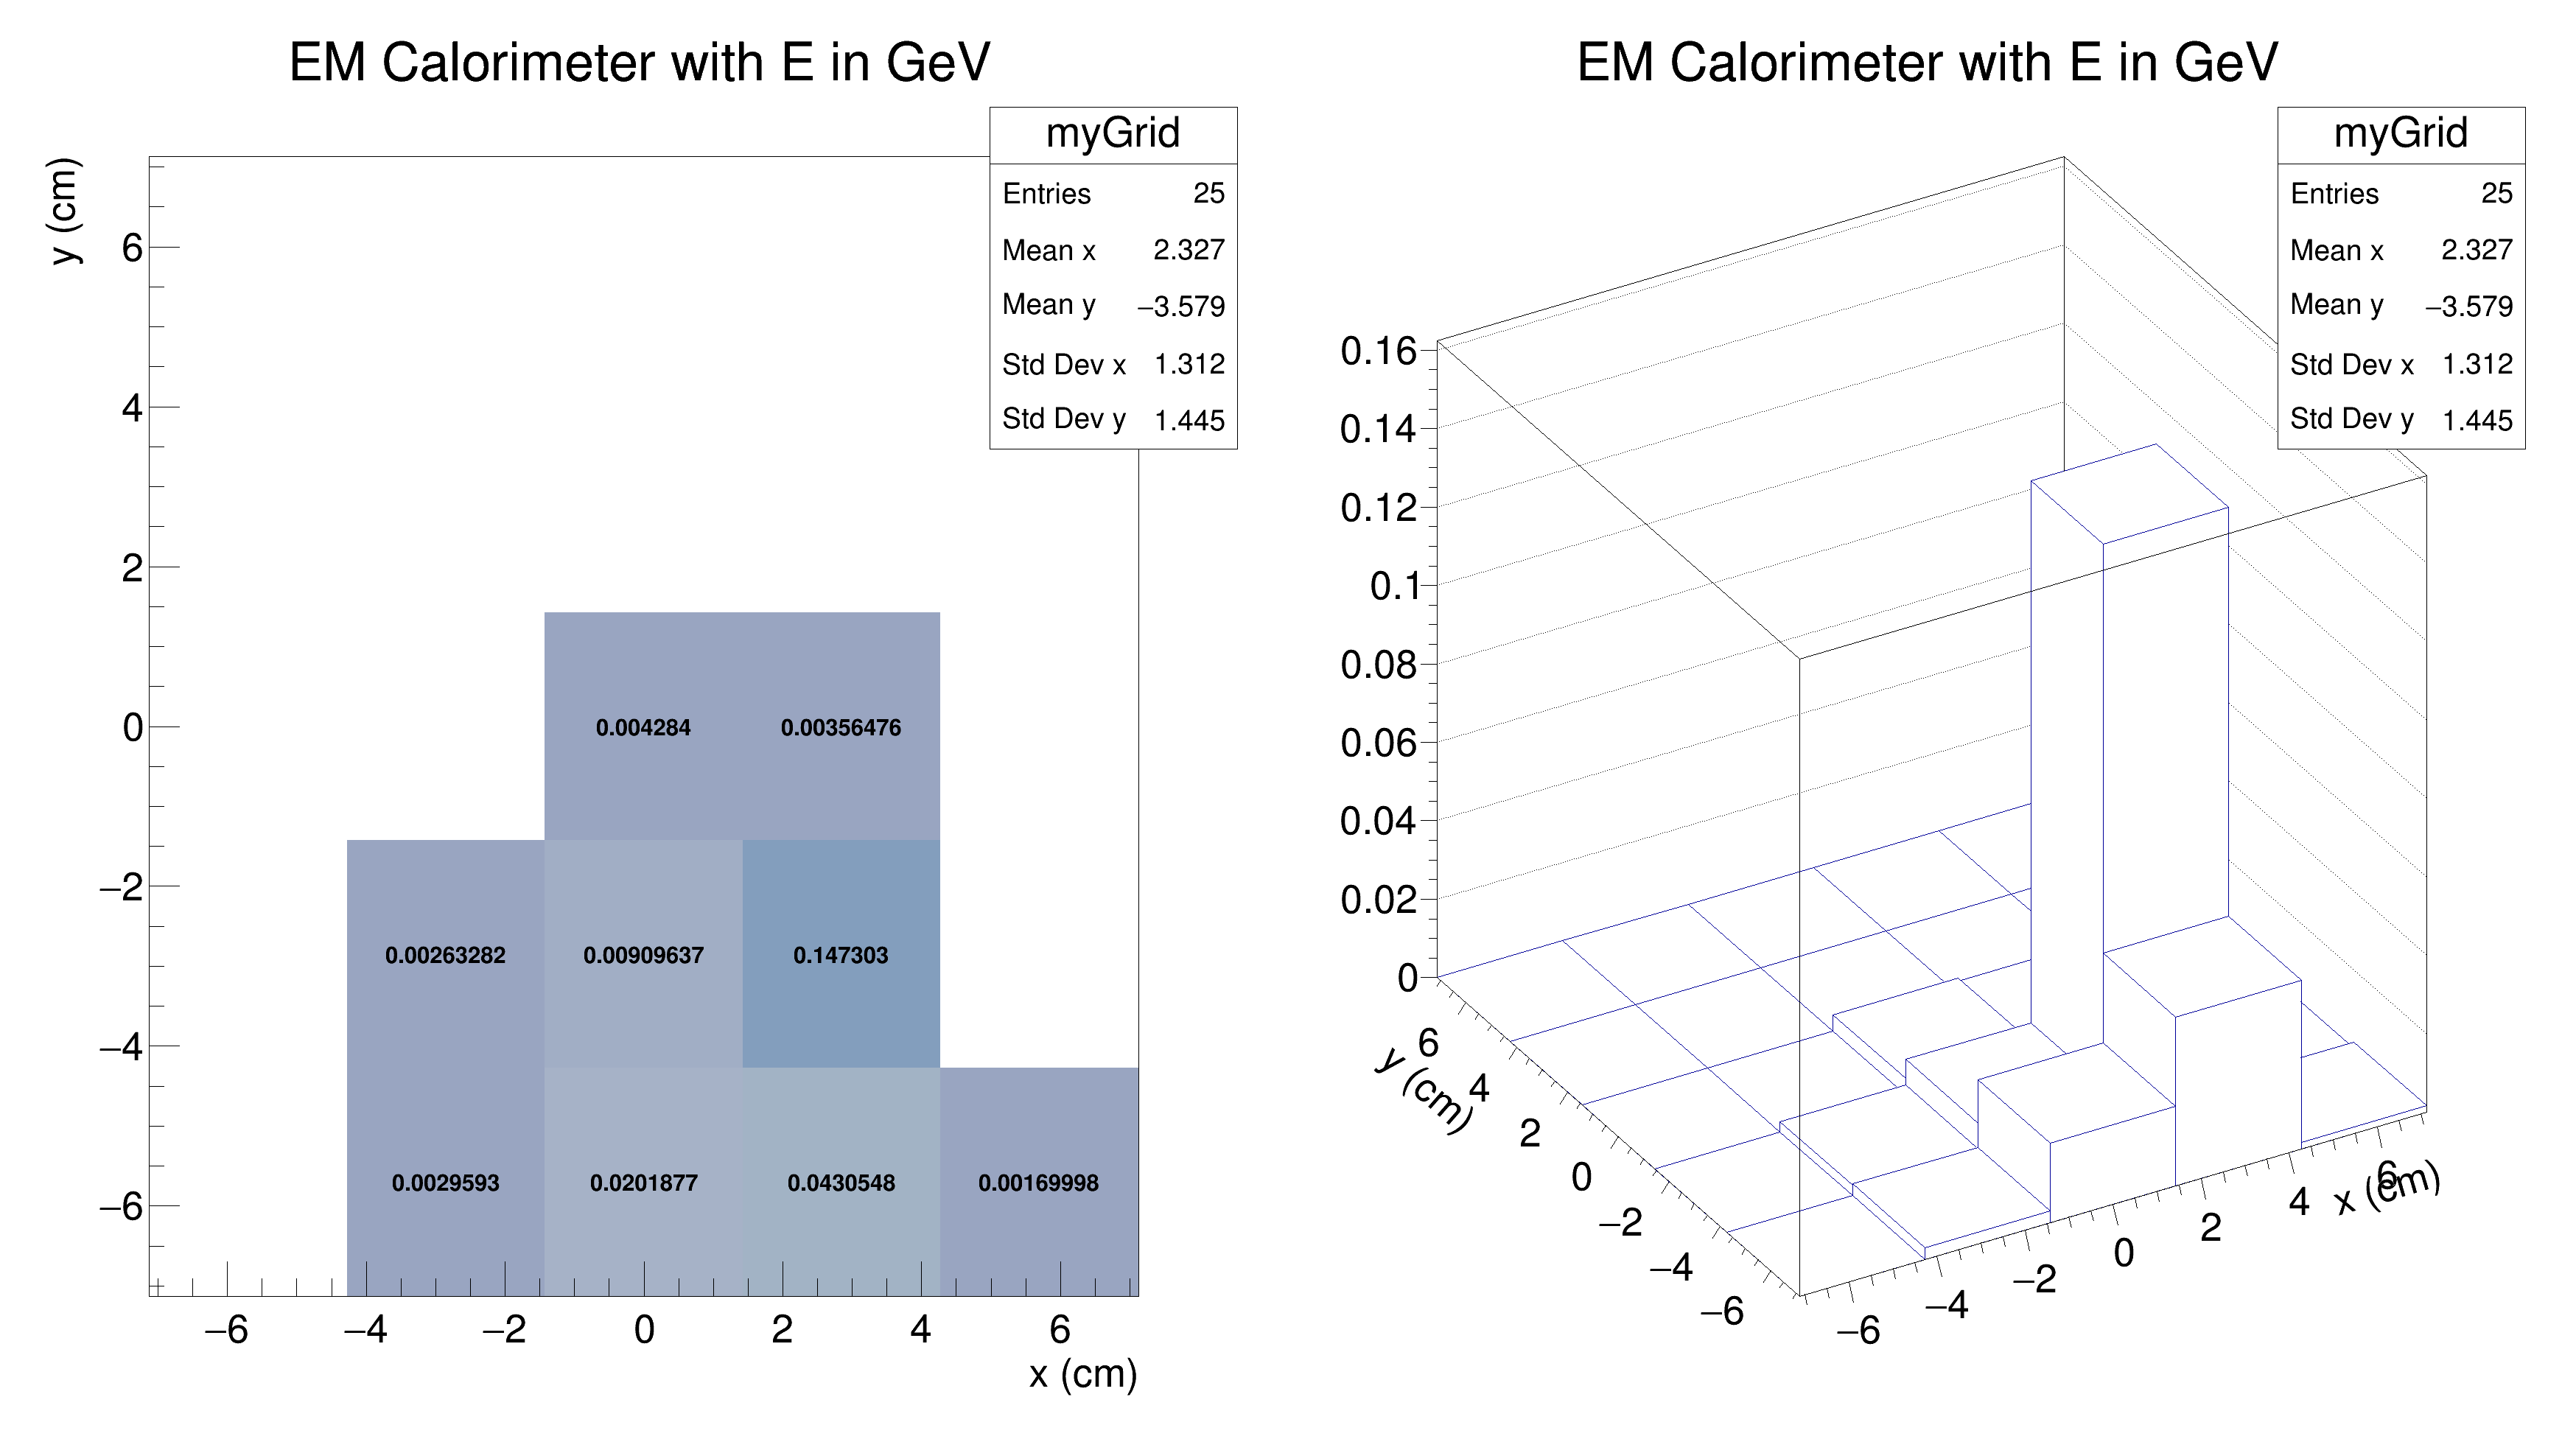 EM Calorimeter with E in GeV
myGrid
Entries 25
Mean x 2.327
Mean y −3.579
Std Dev x 1.312
Std Dev y 1.445
y (cm)
6
4
2
0
−2
−4
−6
0.004284 0.00356476
0.00263282 0.00909637 0.147303
0.0029593 0.0201877 0.0430548 0.00169998
−6 −4 −2 0 2 4 6
x (cm)
EM Calorimeter with E in GeV
myGrid
Entries 25
Mean x 2.327
Mean y −3.579
Std Dev x 1.312
Std Dev y 1.445
0.16
0.14
0.12
0.1
0.08
0.06
0.04
0.02
0
y (cm)
6
4
2
0
−2
−4
−6
−6
−4
−2
0
2
4
6
x (cm)